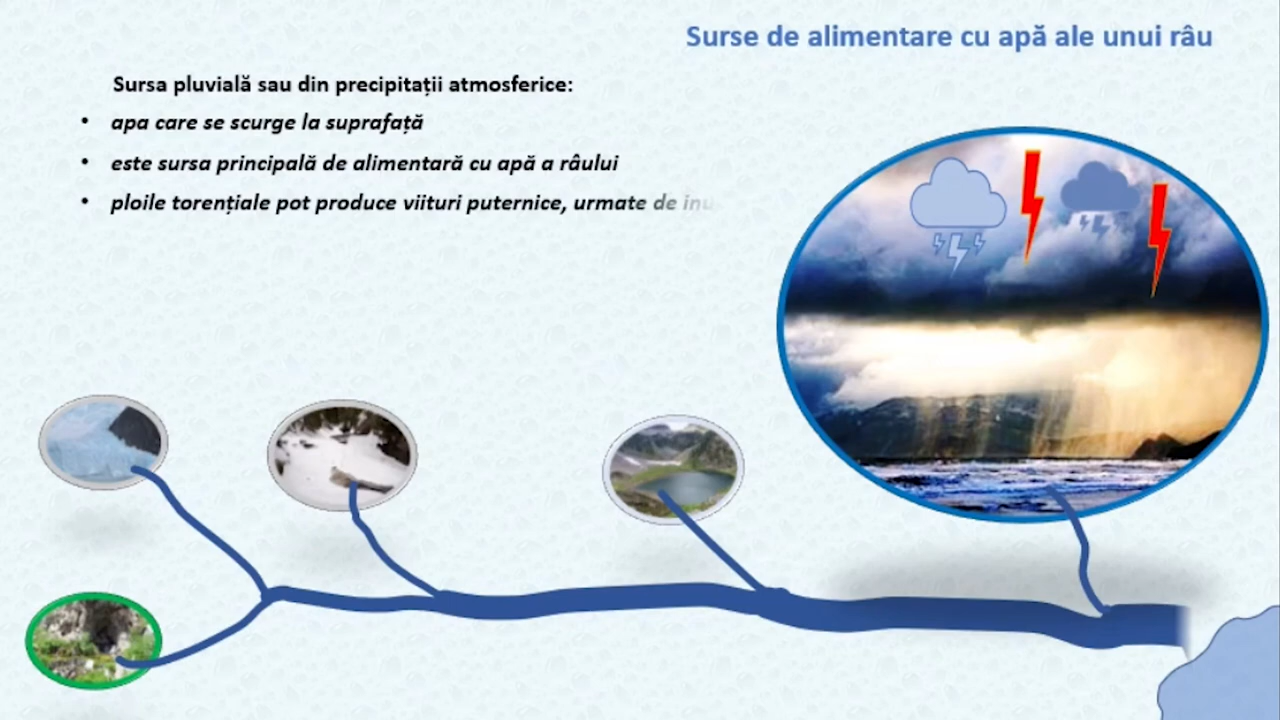 Surse de alimentare cu apă ale unui râu
Sursa pluvială sau din precipitații atmosferice:
• apa care se scurge la suprafață
• este sursa principală de alimentară cu apă a râului
• ploile torențiale pot produce viituri puternice, urmate de